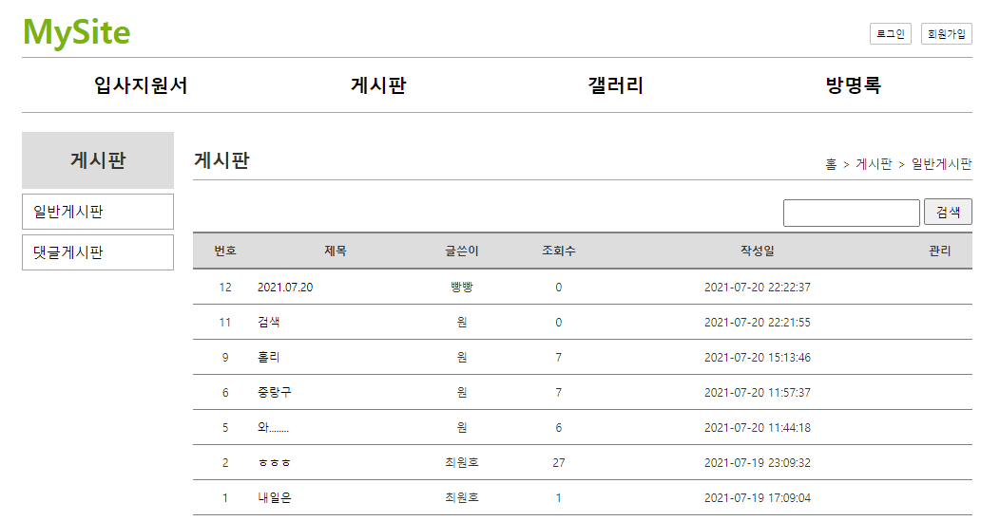 MySite
로그인 회원가입
입사지원서 게시판 갤러리 방명록
게시판
일반게시판
댓글게시판
게시판
홈 > 게시판 > 일반게시판
검색
번호 제목 글쓴이 조회수 작성일 관리
12 2021.07.20 빵빵 0 2021-07-20 22:22:37
11 검색 원 0 2021-07-20 22:21:55
9 홀리 원 7 2021-07-20 15:13:46
6 중랑구 원 7 2021-07-20 11:57:37
5 와........ 원 6 2021-07-20 11:44:18
2 ㅎㅎㅎ 최원호 27 2021-07-19 23:09:32
1 내일은 최원호 1 2021-07-19 17:09:04